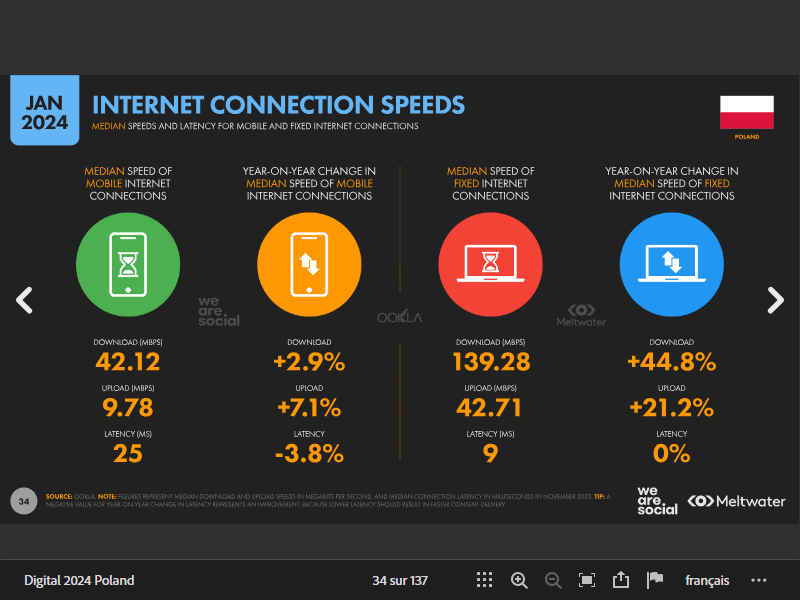 JAN
2024
INTERNET CONNECTION SPEEDS
MEDIAN SPEEDS AND LATENCY FOR MOBILE AND FIXED INTERNET CONNECTIONS
POLAND
MEDIAN SPEED OF
MOBILE INTERNET
CONNECTIONS
YEAR-ON-YEAR CHANGE IN
MEDIAN SPEED OF MOBILE
INTERNET CONNECTIONS
MEDIAN SPEED OF
FIXED INTERNET
CONNECTIONS
YEAR-ON-YEAR CHANGE IN
MEDIAN SPEED OF FIXED
INTERNET CONNECTIONS
we
are
social
OOKLA
Meltwater
DOWNLOAD (MBPS)
42.12
UPLOAD (MBPS)
9.78
LATENCY (MS)
25
DOWNLOAD
+2.9%
UPLOAD
+7.1%
LATENCY
-3.8%
DOWNLOAD (MBPS)
139.28
UPLOAD (MBPS)
42.71
LATENCY (MS)
9
DOWNLOAD
+44.8%
UPLOAD
+21.2%
LATENCY
0%
34
SOURCE: OOKLA. NOTE: FIGURES REPRESENT MEDIAN DOWNLOAD AND UPLOAD SPEEDS IN MEGABITS PER SECOND, AND MEDIAN CONNECTION LATENCY IN MILLISECONDS IN NOVEMBER 2023. TIP: A
NEGATIVE VALUE FOR YEAR-ON-YEAR CHANGE IN LATENCY REPRESENTS AN IMPROVEMENT, BECAUSE LOWER LATENCY SHOULD RESULT IN FASTER CONTENT DELIVERY.
we
are.
social
Meltwater
Digital 2024 Poland
34 sur 137
français